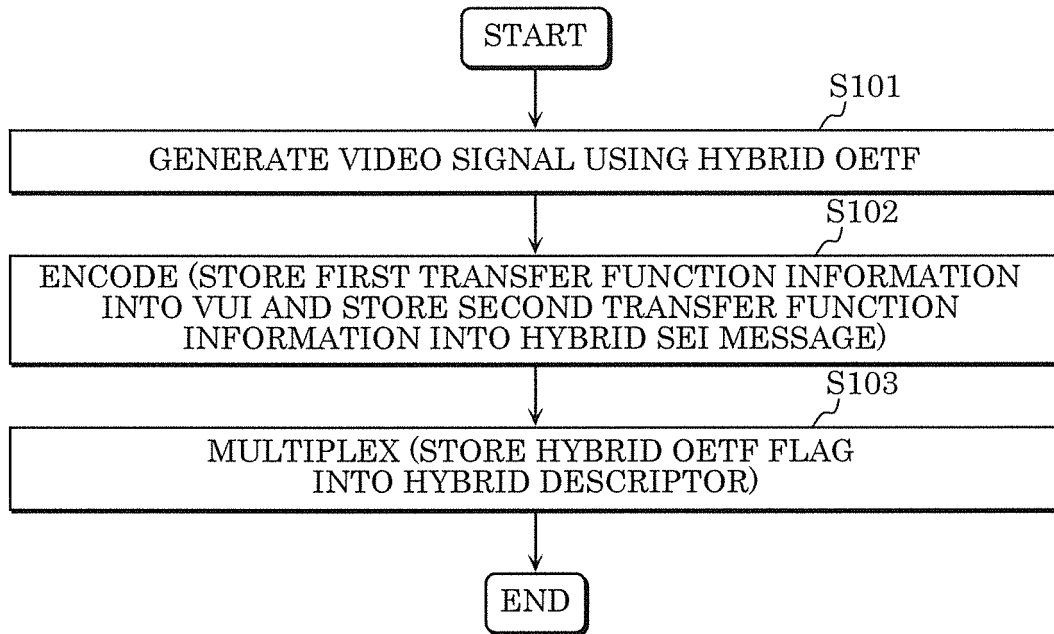 START
S101
GENERATE VIDEO SIGNAL USING HYBRID OETF
S102
ENCODE (STORE FIRST TRANSFER FUNCTION INFORMATION
INTO VUI AND STORE SECOND TRANSFER FUNCTION
INFORMATION INTO HYBRID SEI MESSAGE)
S103
MULTIPLEX (STORE HYBRID OETF FLAG
INTO HYBRID DESCRIPTOR)
END